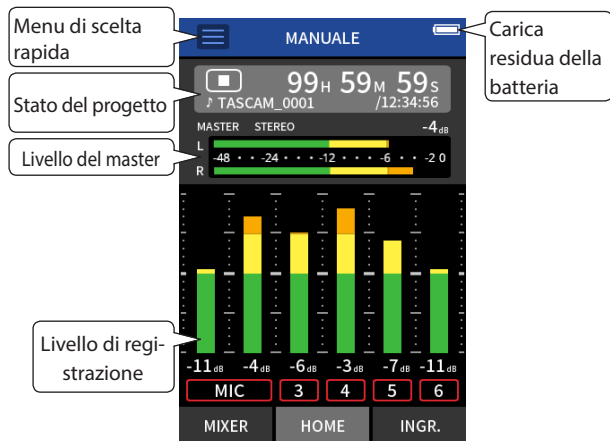 Menu di scelta
rapida
Stato del progetto
Livello del master
Livello di regi-
strazione
Carica
residua della
batteria
MANUALE
99H 59M 59S
♪ TASCAM_0001 /12:34:56
MASTER STEREO -4dB
L
-48 · · -24 · · · -12 · · · -6 · · -2 0
R
-11dB -4dB -6dB -3dB -7dB -11dB
MIC 3 4 5 6
MIXER HOME INGR.